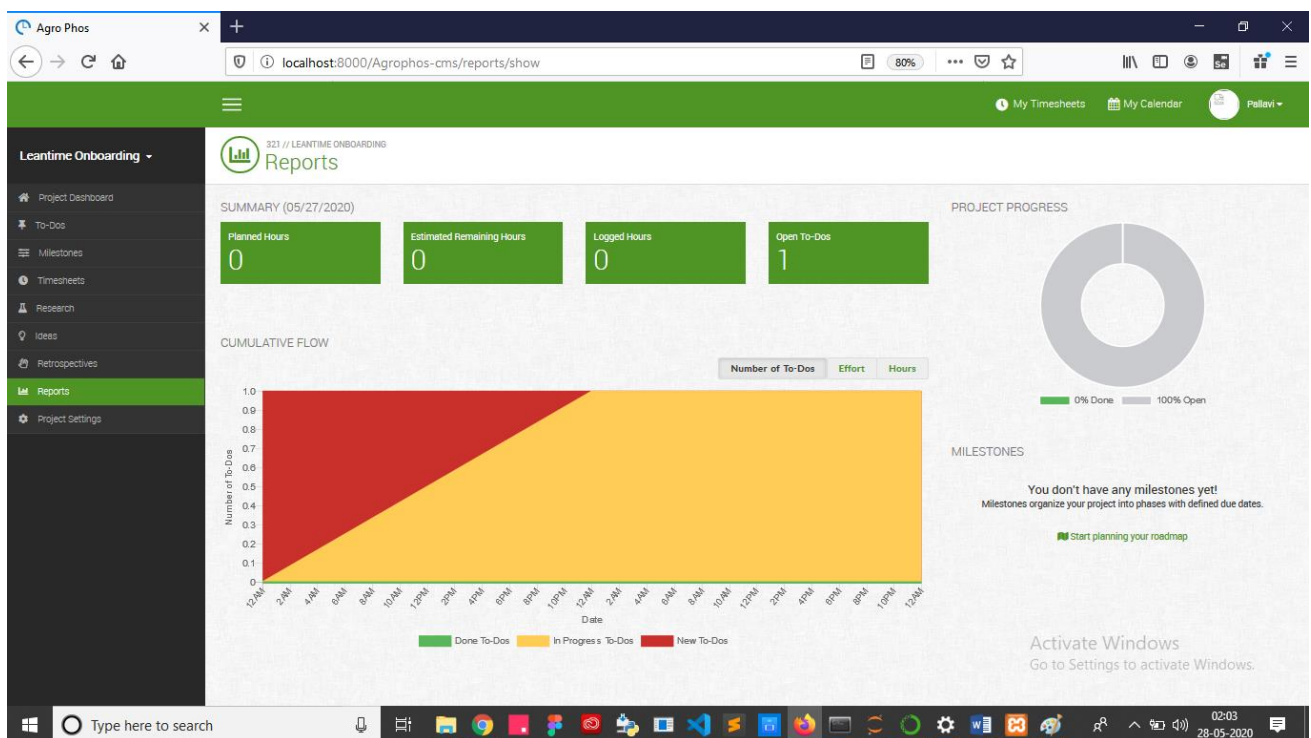 Agro Phos
localhost:8000/Agrophos-cms/reports/show
80%
Se
My Timesheets
My Calendar
Pallavi
Leantime Onboarding
321 // LEANTIME ONBOARDING
Reports
Project Dashboard
To-Dos
Milestones
Timesheets
Research
Ideas
Retrospectives
Reports
Project Settings
SUMMARY (05/27/2020)
Planned Hours
0
Estimated Remaining Hours
0
Logged Hours
0
Open To-Dos
1
CUMULATIVE FLOW
Number of To-Dos Effort Hours
1.0
0.9
0.8
0.7
0.6
0.5
0.4
0.3
0.2
0.1
0
Number of To-Dos
12AM 2AM 4AM 6AM 8AM 10AM 12PM 2PM 4PM 6PM 8PM 10PM 12AM 2AM 4AM 6AM 8AM 10AM 12PM 2PM 4PM 6PM 8PM 10PM 12AM
Date
Done To-Dos In Progress To-Dos New To-Dos
PROJECT PROGRESS
0% Done 100% Open
MILESTONES
You don't have any milestones yet!
Milestones organize your project into phases with defined due dates.
Start planning your roadmap
Activate Windows
Go to Settings to activate Windows.
Type here to search
02:03
28-05-2020